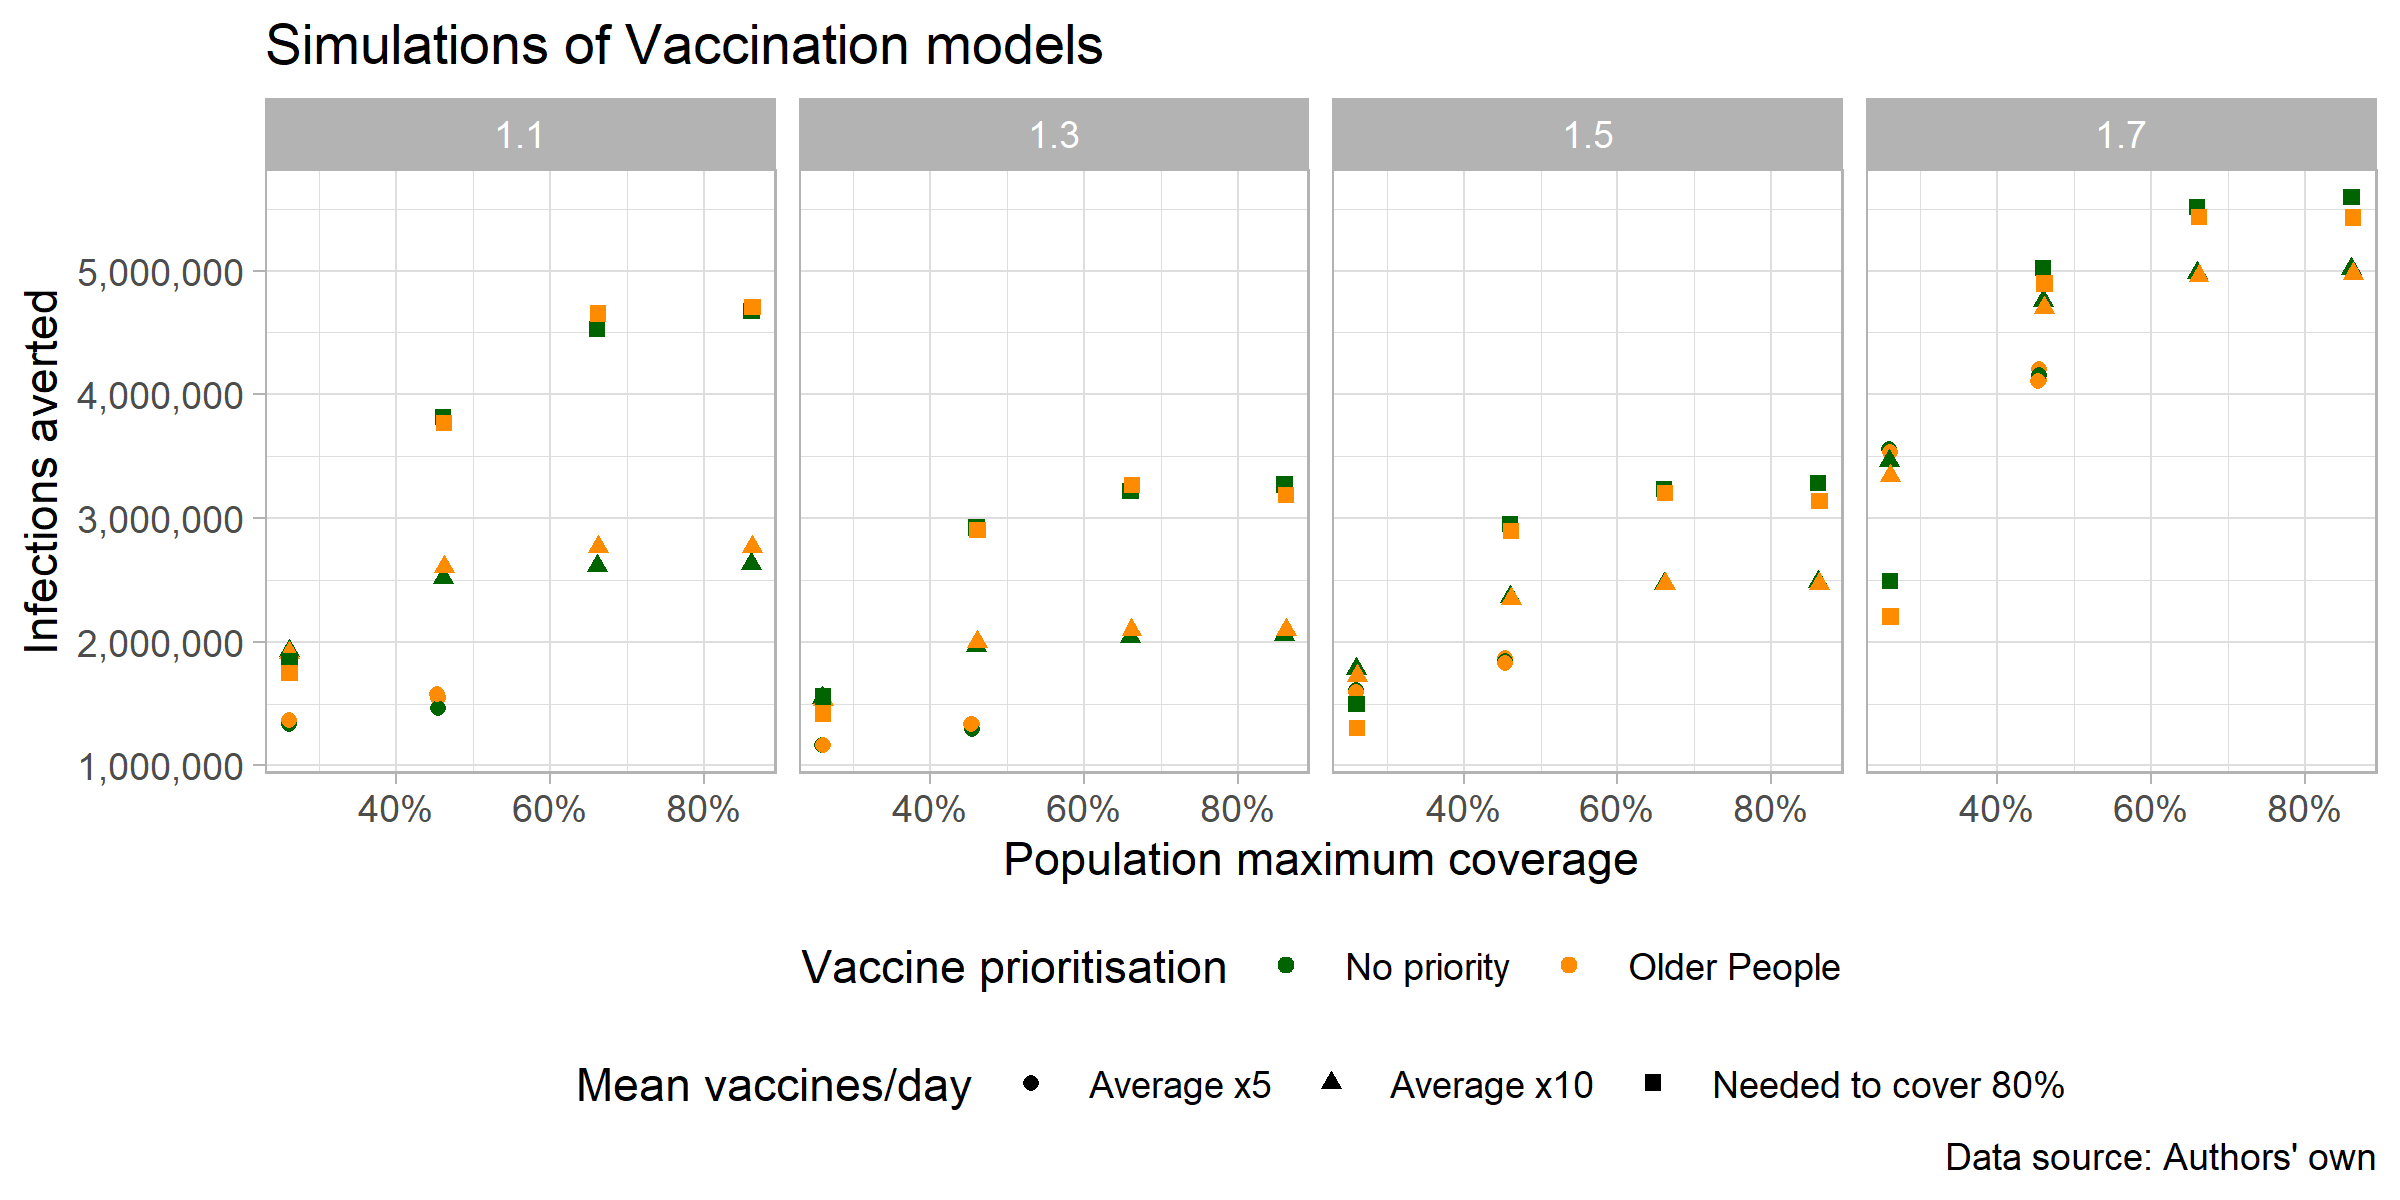 Simulations of Vaccination models
1.1 1.3 1.5 1.7
Infections averted
5,000,000
4,000,000
3,000,000
2,000,000
1,000,000
40% 60% 80% 40% 60% 80% 40% 60% 80% 40% 60% 80%
Population maximum coverage
Vaccine prioritisation No priority Older People
Mean vaccines/day Average x5 Average x10 Needed to cover 80%
Data source: Authors' own